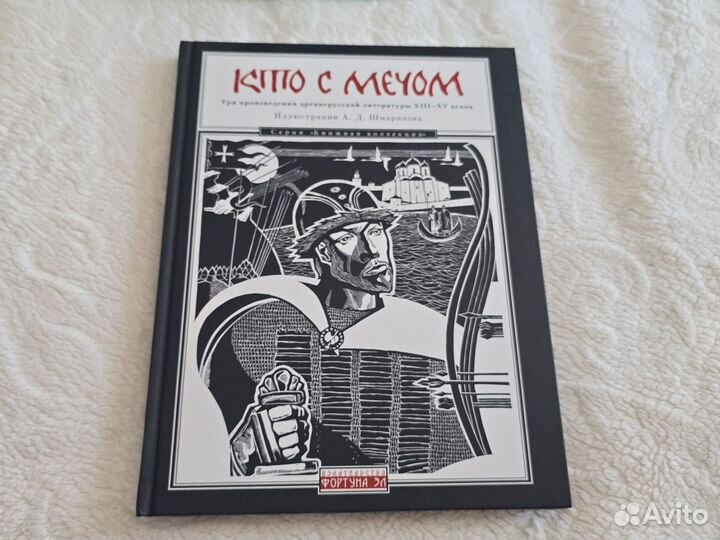 КТО С МЕЧОМ
Три произведения древнерусской литературы XIII–XV веков
Иллюстрации А. Д. Шмаринова
Серия «Книжная коллекция»
ИЗДАТЕЛЬСТВО
ФОРТУНА ЭЛ
Avito